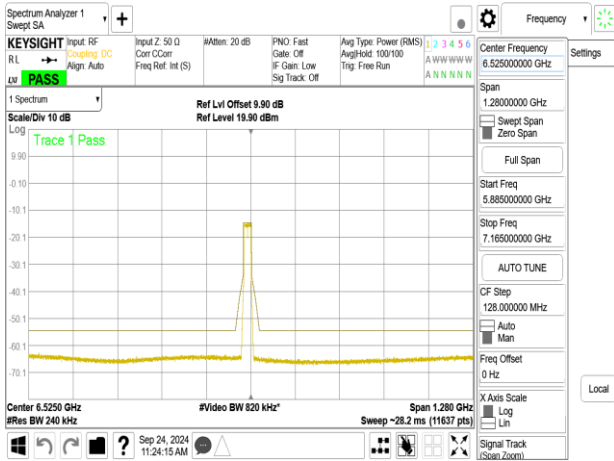 Spectrum Analyzer 1
Swept SA
Frequency
KEYSIGHT
RL
LXI
PASS
Input: RF
Coupling: DC
Align: Auto
Input Z: 50 Ω
Corr CCorr
Freq Ref: Int (S)
#Atten: 20 dB
PNO: Fast
Gate: Off
IF Gain: Low
Sig Track: Off
Avg Type: Power (RMS)
Avg|Hold: 100/100
Trig: Free Run
1 2 3 4 5 6
A W W W W W
A N N N N N
1 Spectrum
Scale/Div 10 dB
Ref Lvl Offset 9.90 dB
Ref Level 19.90 dBm
Log
Trace 1 Pass
9.90
-0.10
-10.1
-20.1
-30.1
-40.1
-50.1
-60.1
-70.1
Center 6.5250 GHz
#Res BW 240 kHz
#Video BW 820 kHz*
Span 1.280 GHz
Sweep ~28.2 ms (11637 pts)
Sep 24, 2024
11:24:15 AM
Center Frequency
6.525000000 GHz
Span
1.28000000 GHz
Swept Span
Zero Span
Full Span
Start Freq
5.885000000 GHz
Stop Freq
7.165000000 GHz
AUTO TUNE
CF Step
128.000000 MHz
Auto
Man
Freq Offset
0 Hz
X Axis Scale
Log
Lin
Signal Track
(Span Zoom)
Settings
Local